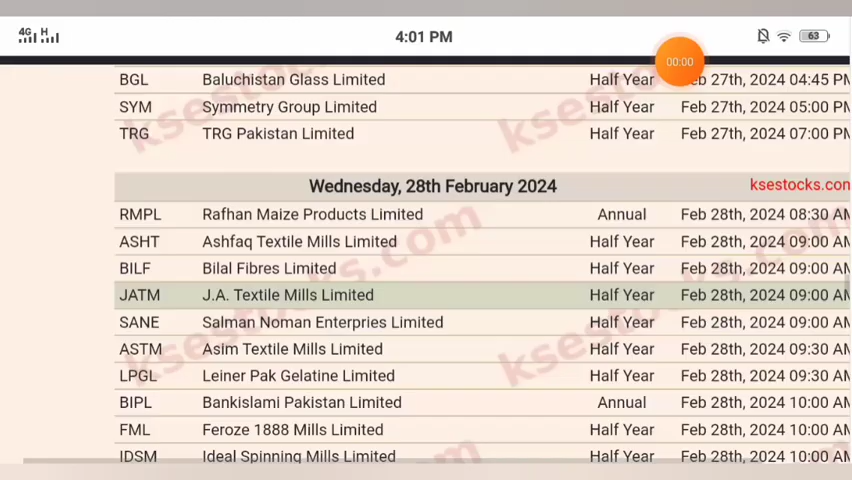 4G H 4:01 PM 63
00:00
BGL Baluchistan Glass Limited Half Year eb 27th, 2024 04:45 PM
SYM Symmetry Group Limited Half Year Feb 27th, 2024 05:00 PM
TRG TRG Pakistan Limited Half Year Feb 27th, 2024 07:00 PM
Wednesday, 28th February 2024 ksestocks.con
RMPL Rafhan Maize Products Limited Annual Feb 28th, 2024 08:30 AM
ASHT Ashfaq Textile Mills Limited Half Year Feb 28th, 2024 09:00 AM
BILF Bilal Fibres Limited Half Year Feb 28th, 2024 09:00 AM
JATM J.A. Textile Mills Limited Half Year Feb 28th, 2024 09:00 AM
SANE Salman Noman Enterpries Limited Half Year Feb 28th, 2024 09:00 AM
ASTM Asim Textile Mills Limited Half Year Feb 28th, 2024 09:30 AM
LPGL Leiner Pak Gelatine Limited Half Year Feb 28th, 2024 09:30 AM
BIPL Bankislami Pakistan Limited Annual Feb 28th, 2024 10:00 AM
FML Feroze 1888 Mills Limited Half Year Feb 28th, 2024 10:00 AM
IDSM Ideal Spinning Mills Limited Half Year Feb 28th, 2024 10:00 AM